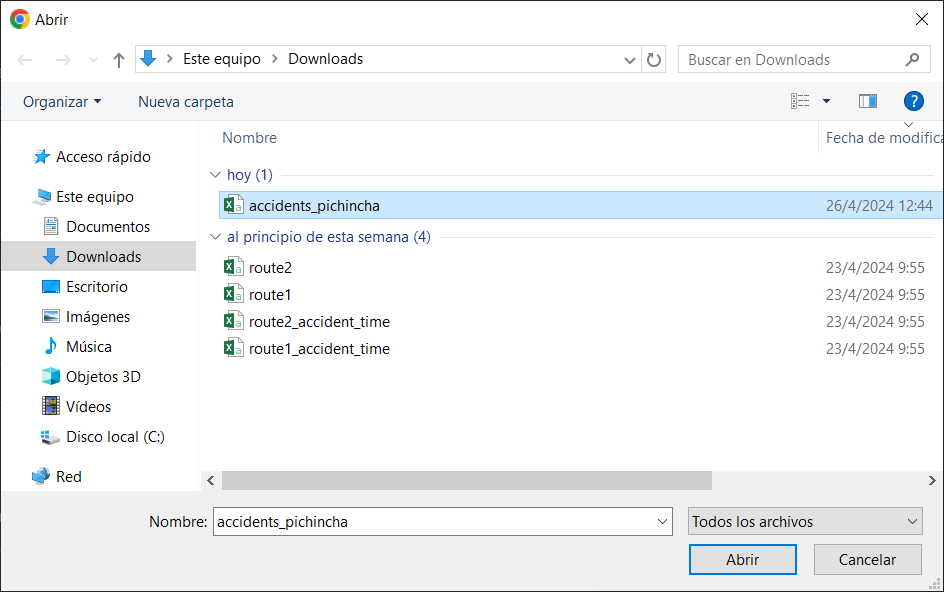 Abrir
Este equipo > Downloads
Buscar en Downloads
Organizar
Nueva carpeta
?
Nombre
Fecha de modifica
Acceso rápido
Este equipo
Documentos
Downloads
Escritorio
Imágenes
Música
Objetos 3D
Vídeos
Disco local (C:)
Red
hoy (1)
accidents_pichincha 26/4/2024 12:44
al principio de esta semana (4)
route2 23/4/2024 9:55
route1 23/4/2024 9:55
route2_accident_time 23/4/2024 9:55
route1_accident_time 23/4/2024 9:55
Nombre: accidents_pichincha
Todos los archivos
Abrir
Cancelar